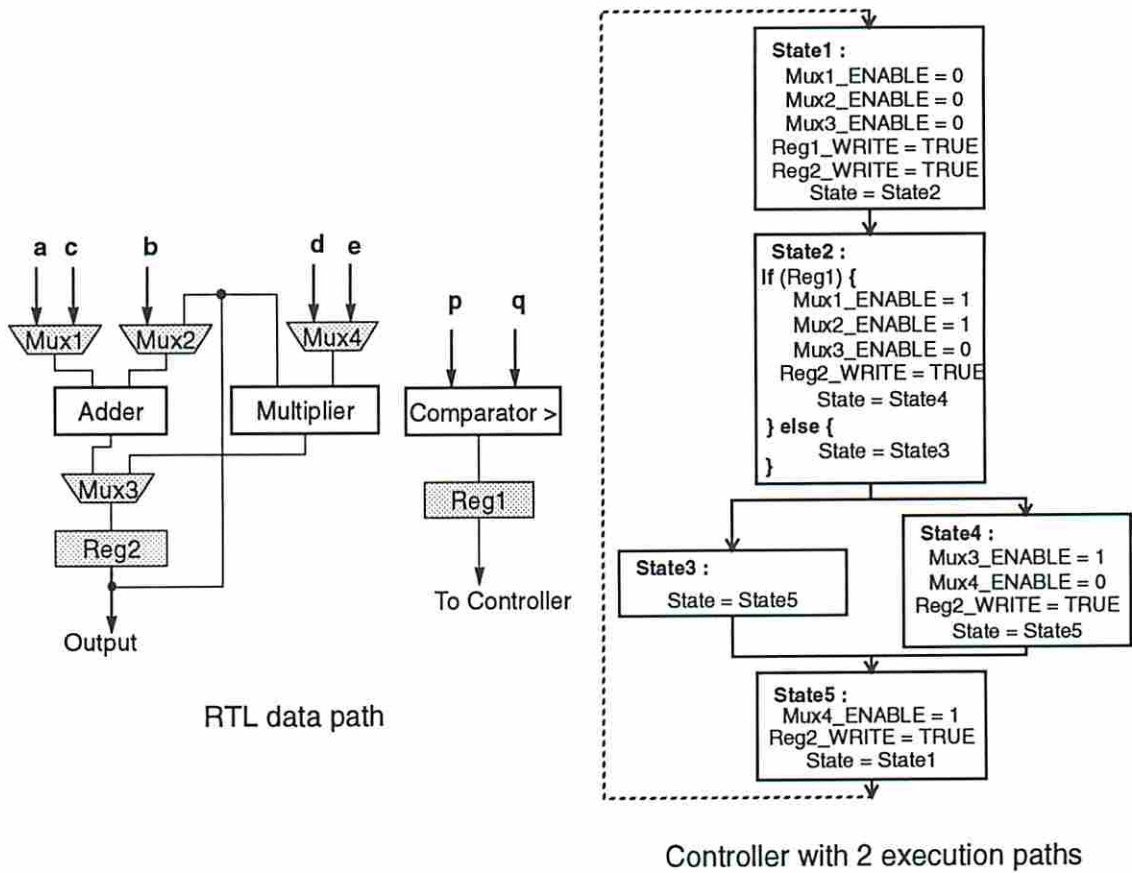 a c b d e
Mux1 Mux2 Mux4
p q
Adder Multiplier Comparator >
Mux3
Reg1
Reg2
To Controller
Output
RTL data path
State1 :
Mux1_ENABLE = 0
Mux2_ENABLE = 0
Mux3_ENABLE = 0
Reg1_WRITE = TRUE
Reg2_WRITE = TRUE
State = State2
State2 :
If (Reg1) {
Mux1_ENABLE = 1
Mux2_ENABLE = 1
Mux3_ENABLE = 0
Reg2_WRITE = TRUE
State = State4
} else {
State = State3
}
State3 :
State = State5
State4 :
Mux3_ENABLE = 1
Mux4_ENABLE = 0
Reg2_WRITE = TRUE
State = State5
State5 :
Mux4_ENABLE = 1
Reg2_WRITE = TRUE
State = State1
Controller with 2 execution paths